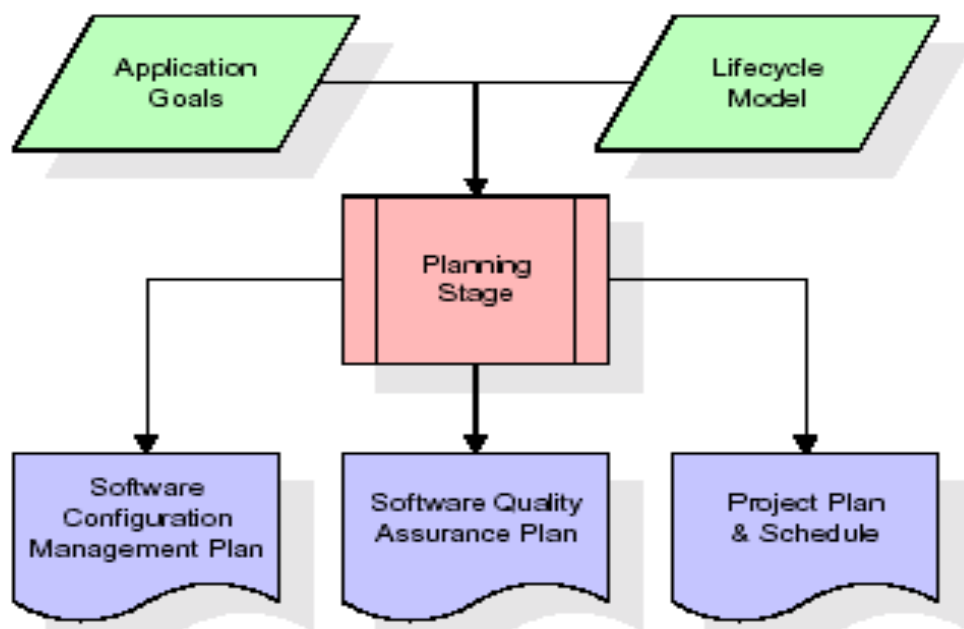 Application
Goals
Lifecycle
Model
Planning
Stage
Software
Configuration
Management Plan
Software Quality
Assurance Plan
Project Plan
& Schedule